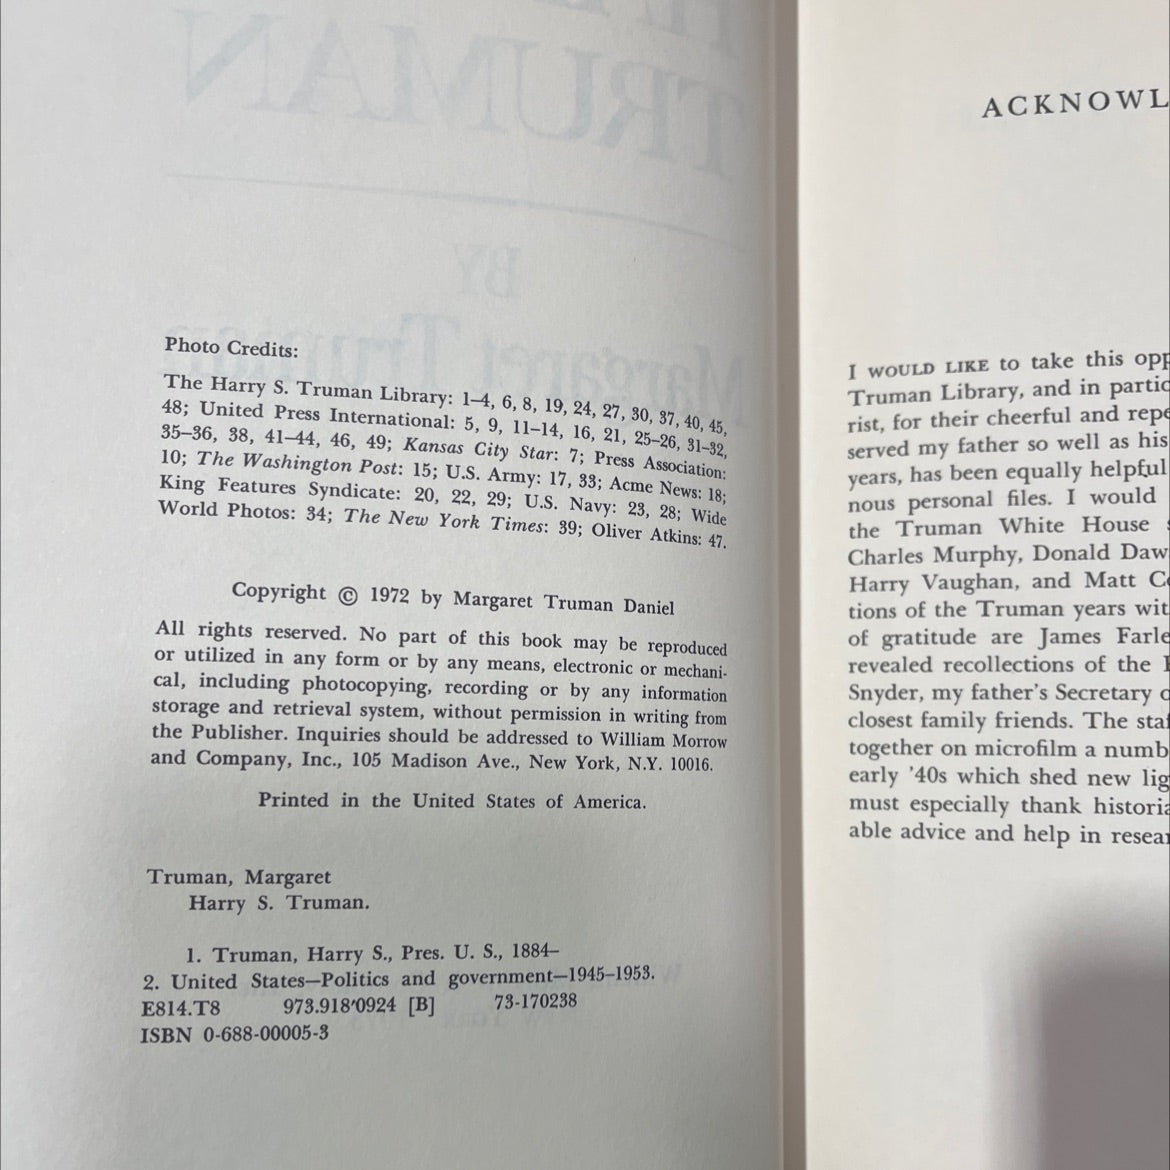 Photo Credits:
The Harry S. Truman Library: 1–4, 6, 8, 19, 24, 27, 30, 37, 40, 45,
48; United Press International: 5, 9, 11–14, 16, 21, 25–26, 31–32,
35–36, 38, 41–44, 46, 49; Kansas City Star: 7; Press Association:
10; The Washington Post: 15; U.S. Army: 17, 33; Acme News: 18;
King Features Syndicate: 20, 22, 29; U.S. Navy: 23, 28; Wide
World Photos: 34; The New York Times: 39; Oliver Atkins: 47.
Copyright © 1972 by Margaret Truman Daniel
All rights reserved. No part of this book may be reproduced
or utilized in any form or by any means, electronic or mechani-
cal, including photocopying, recording or by any information
storage and retrieval system, without permission in writing from
the Publisher. Inquiries should be addressed to William Morrow
and Company, Inc., 105 Madison Ave., New York, N.Y. 10016.
Printed in the United States of America.
Truman, Margaret
Harry S. Truman.
1. Truman, Harry S., Pres. U. S., 1884–
2. United States—Politics and government—1945–1953.
E814.T8 973.918'0924 [B] 73-170238
ISBN 0-688-00005-3
ACKNOWL
I WOULD LIKE to take this opp
Truman Library, and in partic
rist, for their cheerful and repe
served my father so well as his
years, has been equally helpful
nous personal files. I would
the Truman White House s
Charles Murphy, Donald Daw
Harry Vaughan, and Matt Co
tions of the Truman years wit
of gratitude are James Farle
revealed recollections of the
Snyder, my father's Secretary o
closest family friends. The staf
together on microfilm a numb
early '40s which shed new lig
must especially thank historia
able advice and help in resear